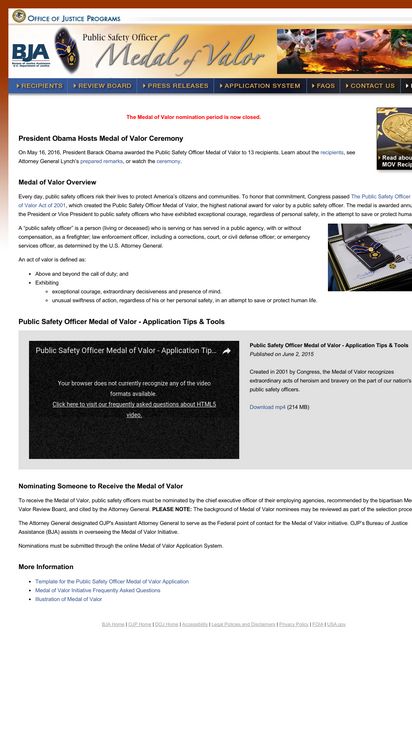 OFFICE OF JUSTICE PROGRAMS
BJA
Bureau of Justice Assistance
U.S. Department of Justice
Public Safety Officer
Medal of Valor
RECIPIENTS
REVIEW BOARD
PRESS RELEASES
APPLICATION SYSTEM
FAQS
CONTACT US
The Medal of Valor nomination period is now closed.
President Obama Hosts Medal of Valor Ceremony
On May 16, 2016, President Barack Obama awarded the Public Safety Officer Medal of Valor to 13 recipients. Learn about the recipients, see
Attorney General Lynch's prepared remarks, or watch the ceremony.
Read about
MOV Recip
Medal of Valor Overview
Every day, public safety officers risk their lives to protect America's citizens and communities. To honor that commitment, Congress passed The Public Safety Officer
of Valor Act of 2001, which created the Public Safety Officer Medal of Valor, the highest national award for valor by a public safety officer. The medal is awarded ann
the President or Vice President to public safety officers who have exhibited exceptional courage, regardless of personal safety, in the attempt to save or protect huma
A “public safety officer” is a person (living or deceased) who is serving or has served in a public agency, with or without
compensation, as a firefighter; law enforcement officer, including a corrections, court, or civil defense officer; or emergency
services officer, as determined by the U.S. Attorney General.
An act of valor is defined as:
Above and beyond the call of duty; and
Exhibiting
exceptional courage, extraordinary decisiveness and presence of mind.
unusual swiftness of action, regardless of his or her personal safety, in an attempt to save or protect human life.
Public Safety Officer Medal of Valor - Application Tips & Tools
Public Safety Officer Medal of Valor - Application Tip...
Your browser does not currently recognize any of the video
formats available.
Click here to visit our frequently asked questions about HTML5
video.
Public Safety Officer Medal of Valor - Application Tips & Tools
Published on June 2, 2015
Created in 2001 by Congress, the Medal of Valor recognizes
extraordinary acts of heroism and bravery on the part of our nation's
public safety officers.
Download mp4 (214 MB)
Nominating Someone to Receive the Medal of Valor
To receive the Medal of Valor, public safety officers must be nominated by the chief executive officer of their employing agencies, recommended by the bipartisan Me
Valor Review Board, and cited by the Attorney General. PLEASE NOTE: The background of Medal of Valor nominees may be reviewed as part of the selection proce
The Attorney General designated OJP's Assistant Attorney General to serve as the Federal point of contact for the Medal of Valor initiative. OJP's Bureau of Justice
Assistance (BJA) assists in overseeing the Medal of Valor Initiative.
Nominations must be submitted through the online Medal of Valor Application System.
More Information
Template for the Public Safety Officer Medal of Valor Application
Medal of Valor Initiative Frequently Asked Questions
Illustration of Medal of Valor
BJA Home | OJP Home | DOJ Home | Accessibility | Legal Policies and Disclaimers | Privacy Policy | FOIA | USA.gov